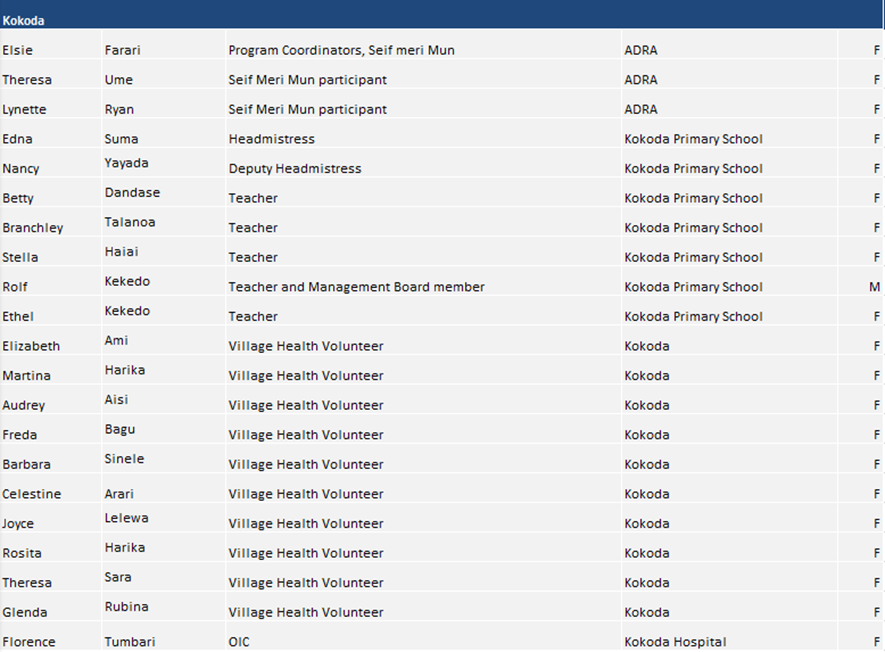 Kokoda
Elsie Farari Program Coordinators, Seif meri Mun ADRA F
Theresa Ume Seif Meri Mun participant ADRA F
Lynette Ryan Seif Meri Mun participant ADRA F
Edna Suma Headmistress Kokoda Primary School F
Nancy Yayada Deputy Headmistress Kokoda Primary School F
Betty Dandase Teacher Kokoda Primary School F
Branchley Talanoa Teacher Kokoda Primary School F
Stella Haiai Teacher Kokoda Primary School F
Rolf Kekedo Teacher and Management Board member Kokoda Primary School M
Ethel Kekedo Teacher Kokoda Primary School F
Elizabeth Ami Village Health Volunteer Kokoda F
Martina Harika Village Health Volunteer Kokoda F
Audrey Aisi Village Health Volunteer Kokoda F
Freda Bagu Village Health Volunteer Kokoda F
Barbara Sinele Village Health Volunteer Kokoda F
Celestine Arari Village Health Volunteer Kokoda F
Joyce Lelewa Village Health Volunteer Kokoda F
Rosita Harika Village Health Volunteer Kokoda F
Theresa Sara Village Health Volunteer Kokoda F
Glenda Rubina Village Health Volunteer Kokoda F
Florence Tumbari OIC Kokoda Hospital F